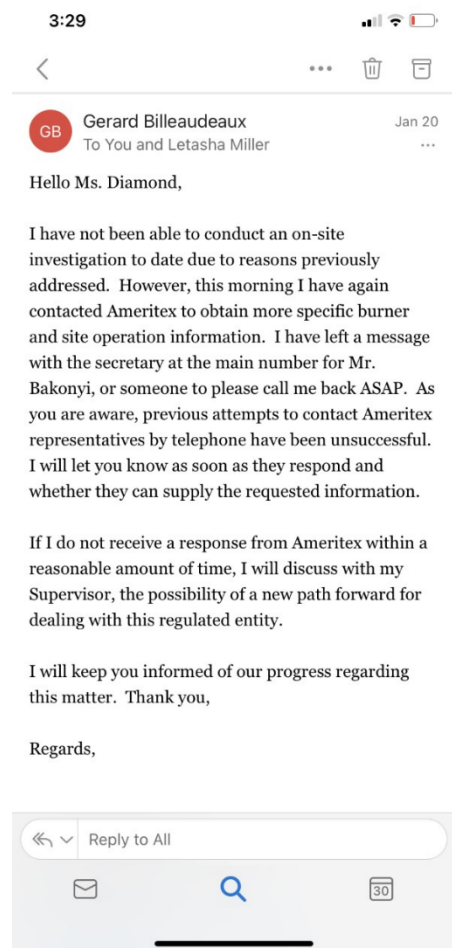 3:29
GB
Gerard Billeaudeaux
Jan 20
To You and Letasha Miller
Hello Ms. Diamond,
I have not been able to conduct an on-site
investigation to date due to reasons previously
addressed.  However, this morning I have again
contacted Ameritex to obtain more specific burner
and site operation information.  I have left a message
with the secretary at the main number for Mr.
Bakonyi, or someone to please call me back ASAP.  As
you are aware, previous attempts to contact Ameritex
representatives by telephone have been unsuccessful.
I will let you know as soon as they respond and
whether they can supply the requested information.
If I do not receive a response from Ameritex within a
reasonable amount of time, I will discuss with my
Supervisor, the possibility of a new path forward for
dealing with this regulated entity.
I will keep you informed of our progress regarding
this matter.  Thank you,
Regards,
Reply to All
30